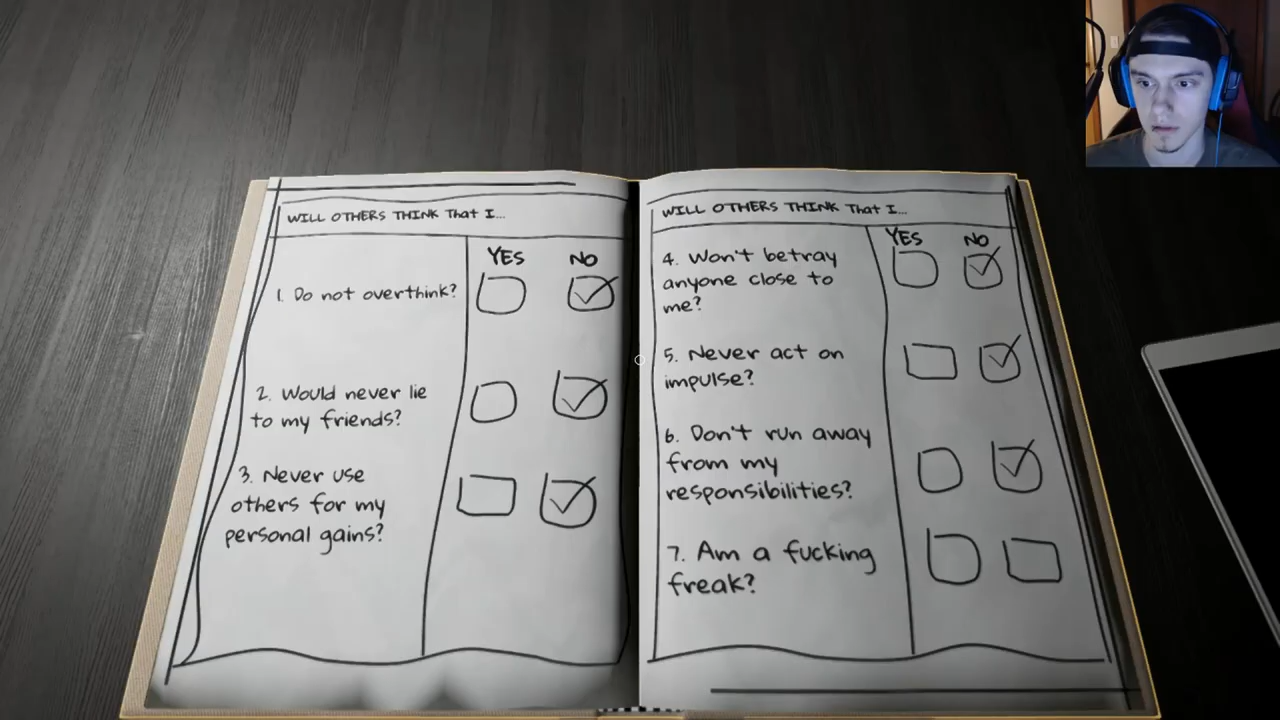 WILL OTHERS THINK That I...
YES NO
1. Do not overthink?
2. Would never lie
to my friends?
3. Never use
others for my
personal gains?
WILL OTHERS THINK That I...
YES NO
4. Won't betray
anyone close to
me?
5. Never act on
impulse?
6. Don't run away
from my
responsibilities?
7. Am a fucking
freak?